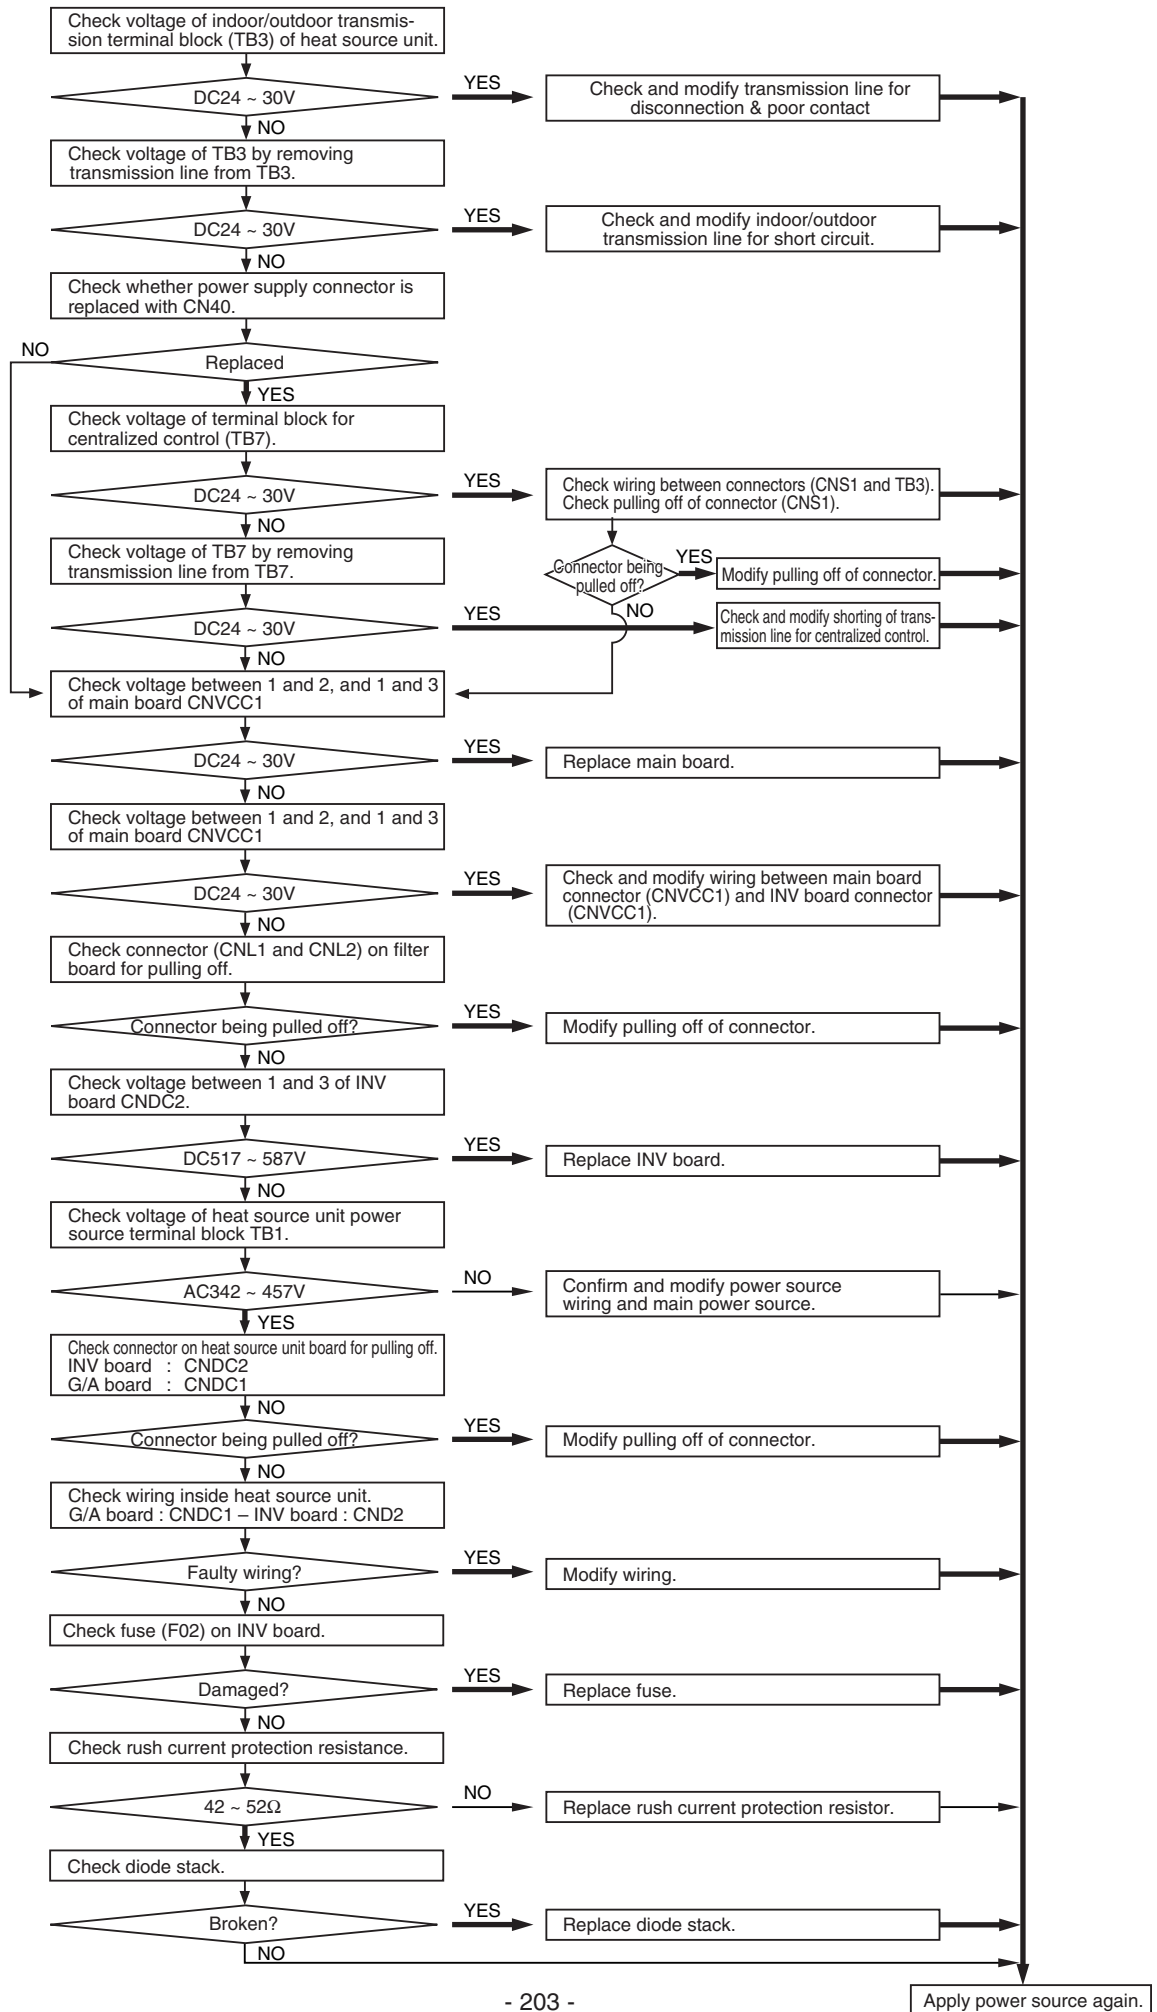 Check voltage of indoor/outdoor transmis-
sion terminal block (TB3) of heat source unit.
DC24 ~ 30V
YES
Check and modify transmission line for
disconnection & poor contact
NO
Check voltage of TB3 by removing
transmission line from TB3.
DC24 ~ 30V
YES
Check and modify indoor/outdoor
transmission line for short circuit.
NO
Check whether power supply connector is
replaced with CN40.
NO
Replaced
YES
Check voltage of terminal block for
centralized control (TB7).
DC24 ~ 30V
YES
Check wiring between connectors (CNS1 and TB3).
Check pulling off of connector (CNS1).
NO
Check voltage of TB7 by removing
transmission line from TB7.
Connector being
pulled off?
YES
Modify pulling off of connector.
NO
DC24 ~ 30V
YES
Check and modify shorting of trans-
mission line for centralized control.
NO
Check voltage between 1 and 2, and 1 and 3
of main board CNVCC1
DC24 ~ 30V
YES
Replace main board.
NO
Check voltage between 1 and 2, and 1 and 3
of main board CNVCC1
DC24 ~ 30V
YES
Check and modify wiring between main board
connector (CNVCC1) and INV board connector
(CNVCC1).
NO
Check connector (CNL1 and CNL2) on filter
board for pulling off.
Connector being pulled off?
YES
Modify pulling off of connector.
NO
Check voltage between 1 and 3 of INV
board CNDC2.
DC517 ~ 587V
YES
Replace INV board.
NO
Check voltage of heat source unit power
source terminal block TB1.
AC342 ~ 457V
NO
Confirm and modify power source
wiring and main power source.
YES
Check connector on heat source unit board for pulling off.
INV board : CNDC2
G/A board : CNDC1
NO
Connector being pulled off?
YES
Modify pulling off of connector.
NO
Check wiring inside heat source unit.
G/A board : CNDC1 – INV board : CND2
Faulty wiring?
YES
Modify wiring.
NO
Check fuse (F02) on INV board.
Damaged?
YES
Replace fuse.
NO
Check rush current protection resistance.
42 ~ 52Ω
NO
Replace rush current protection resistor.
YES
Check diode stack.
Broken?
YES
Replace diode stack.
NO
Apply power source again.
- 203 -